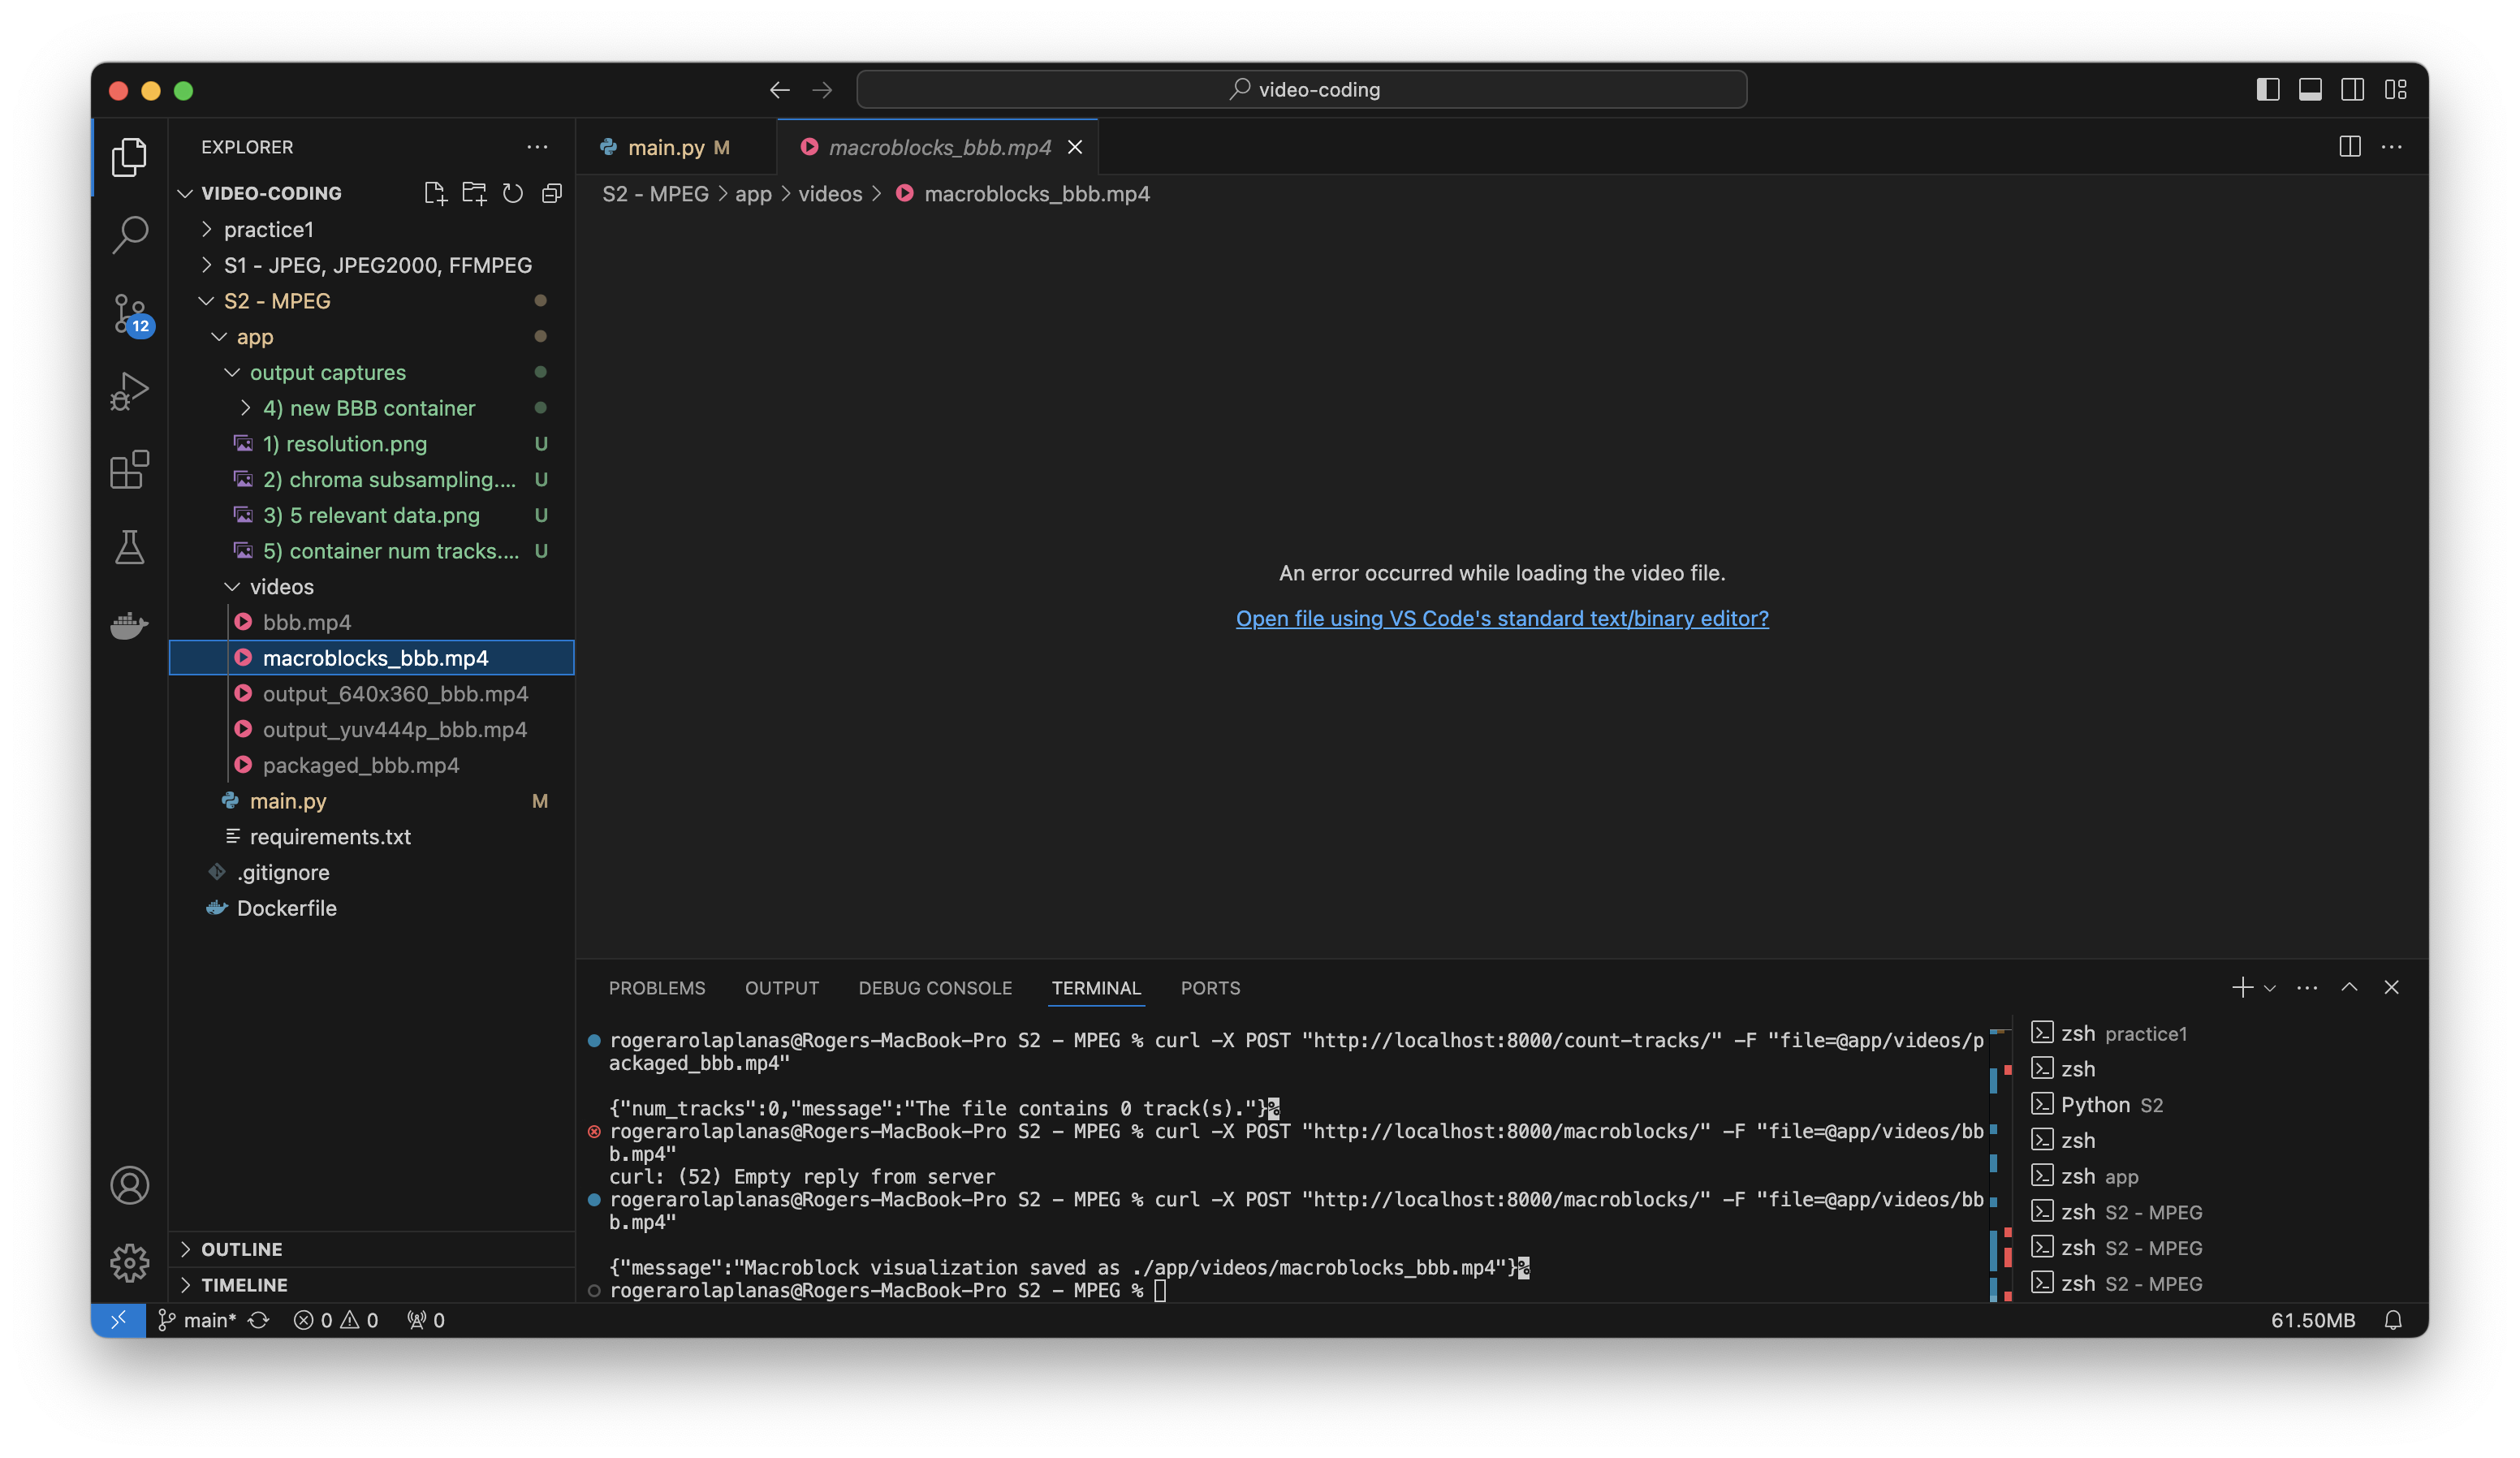 video-coding
EXPLORER
VIDEO-CODING
practice1
S1 - JPEG, JPEG2000, FFMPEG
S2 - MPEG
app
output captures
4) new BBB container
1) resolution.png U
2) chroma subsampling.... U
3) 5 relevant data.png U
5) container num tracks.... U
videos
bbb.mp4
macroblocks_bbb.mp4
output_640x360_bbb.mp4
output_yuv444p_bbb.mp4
packaged_bbb.mp4
main.py M
requirements.txt
.gitignore
Dockerfile
OUTLINE
TIMELINE
12
main.py M
macroblocks_bbb.mp4
S2 - MPEG > app > videos > macroblocks_bbb.mp4
An error occurred while loading the video file.
Open file using VS Code's standard text/binary editor?
PROBLEMS OUTPUT DEBUG CONSOLE TERMINAL PORTS
rogerarolaplanas@Rogers-MacBook-Pro S2 - MPEG % curl -X POST "http://localhost:8000/count-tracks/" -F "file=@app/videos/p
ackaged_bbb.mp4"
{"num_tracks":0,"message":"The file contains 0 track(s)."}%
rogerarolaplanas@Rogers-MacBook-Pro S2 - MPEG % curl -X POST "http://localhost:8000/macroblocks/" -F "file=@app/videos/bb
b.mp4"
curl: (52) Empty reply from server
rogerarolaplanas@Rogers-MacBook-Pro S2 - MPEG % curl -X POST "http://localhost:8000/macroblocks/" -F "file=@app/videos/bb
b.mp4"
{"message":"Macroblock visualization saved as ./app/videos/macroblocks_bbb.mp4"}%
rogerarolaplanas@Rogers-MacBook-Pro S2 - MPEG %
zsh practice1
zsh
Python S2
zsh
zsh app
zsh S2 - MPEG
zsh S2 - MPEG
zsh S2 - MPEG
main* 0 0 0
61.50MB